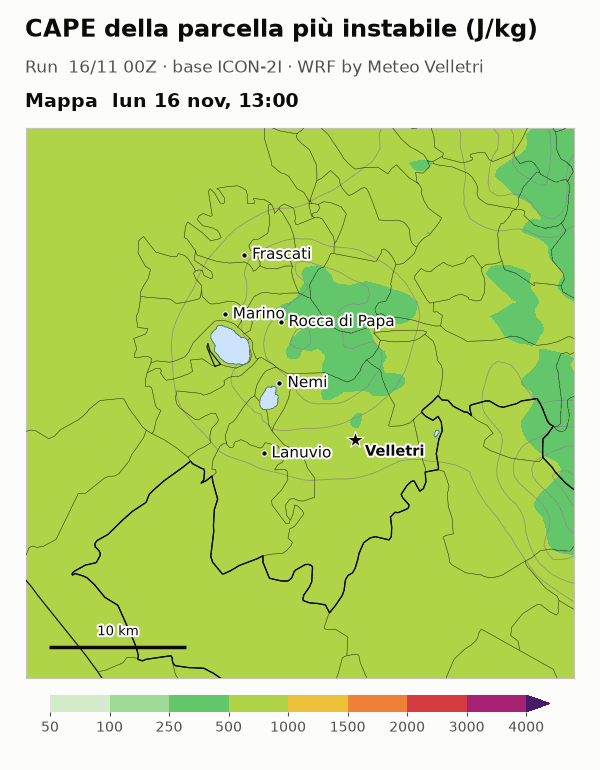 CAPE della parcella più instabile (J/kg)
Run  16/11 00Z · base ICON-2I · WRF by Meteo Velletri
Mappa  lun 16 nov, 13:00
Frascati
Marino
Rocca di Papa
Nemi
Velletri
Lanuvio
10 km
50 100 250 500 1000 1500 2000 3000 4000